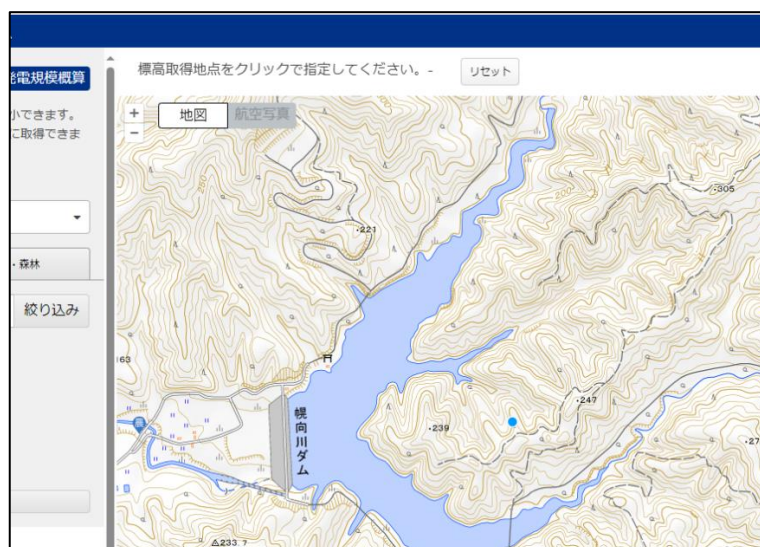 発電規模概算
標高取得地点をクリックで指定してください。-
リセット
小できます。
に取得できま
+
地図
航空写真
−
・305
・221
・森林
絞り込み
163
幌向川ダム
・247
・239
△233.7